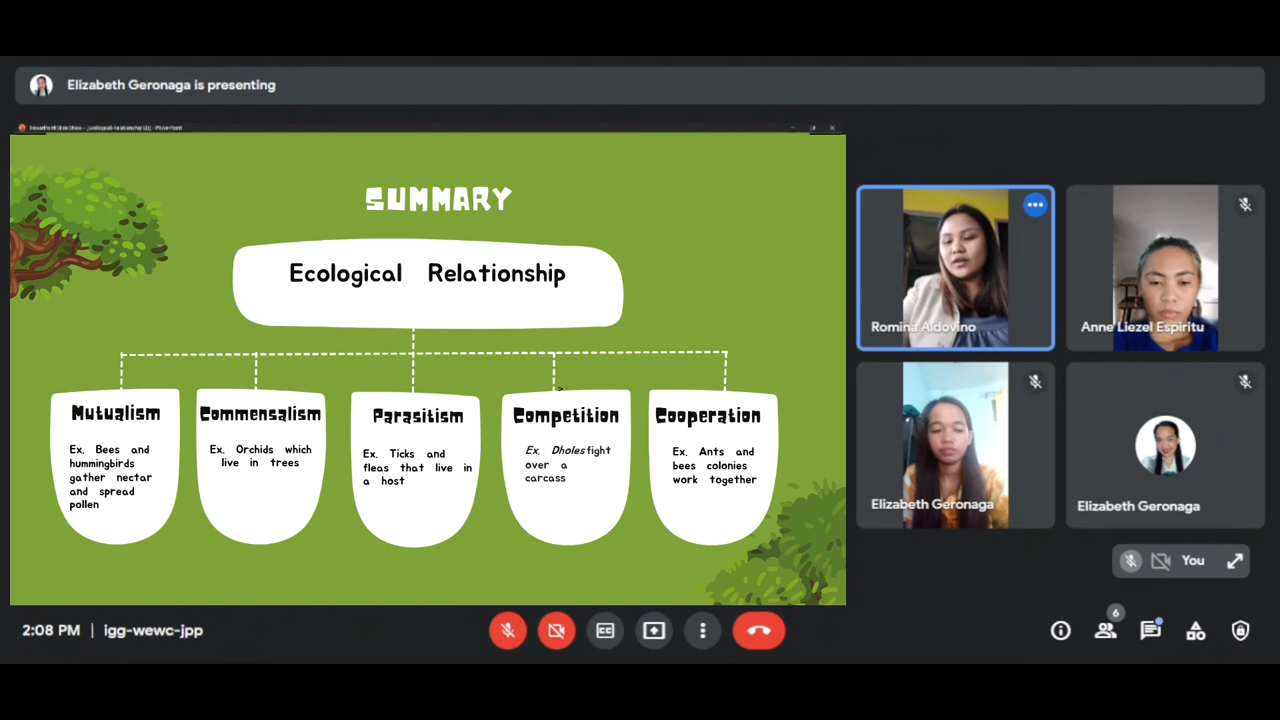 Elizabeth Geronaga is presenting
SUMMARY
Ecological Relationship
Mutualism
Ex. Bees and
hummingbirds
gather nectar
and spread
pollen
Commensalism
Ex. Orchids which
live in trees
Parasitism
Ex. Ticks and
fleas that live in
a host
Competition
Ex. Dholes fight
over a
carcass
Cooperation
Ex. Ants and
bees colonies
work together
Romina Aldovino
Anne Liezel Espiritu
Elizabeth Geronaga
Elizabeth Geronaga
You
2:08 PM | igg-wewc-jpp
6